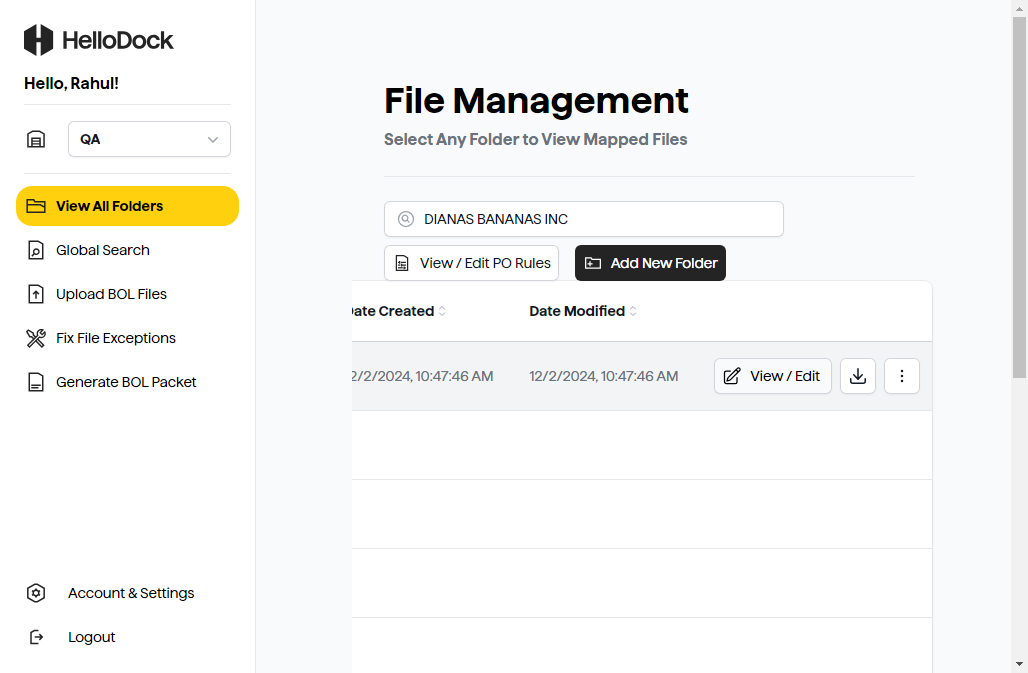 HelloDock
Hello, Rahul!
QA
View All Folders
Global Search
Upload BOL Files
Fix File Exceptions
Generate BOL Packet
Account & Settings
Logout
File Management
Select Any Folder to View Mapped Files
DIANAS BANANAS INC
View / Edit PO Rules
Add New Folder
Date Created
Date Modified
2/2/2024, 10:47:46 AM
12/2/2024, 10:47:46 AM
View / Edit